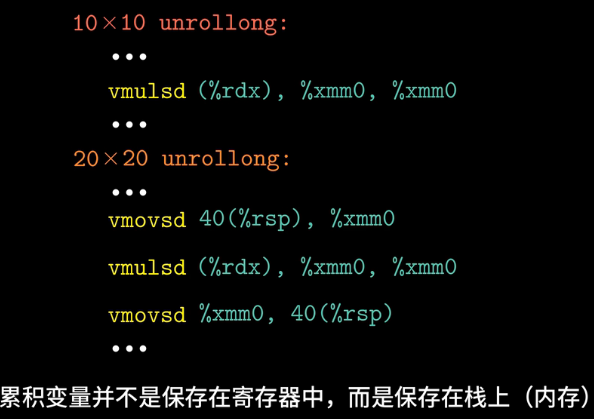 10×10 unrollong:
•••
vmulsd (%rdx), %xmm0, %xmm0
•••
20×20 unrollong:
•••
vmovsd 40(%rsp), %xmm0
vmulsd (%rdx), %xmm0, %xmm0
vmovsd %xmm0, 40(%rsp)
•••
累积变量并不是保存在寄存器中，而是保存在栈上（内存）